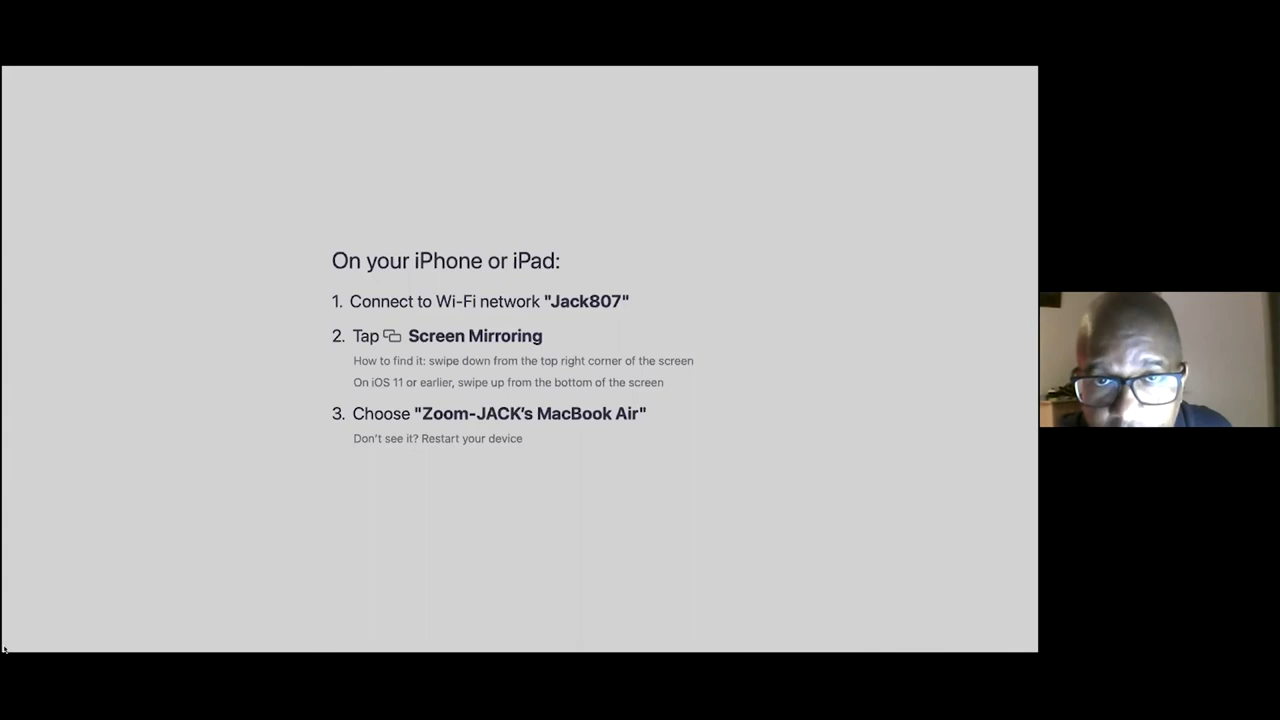 On your iPhone or iPad:
1. Connect to Wi-Fi network "Jack807"
2. Tap Screen Mirroring
How to find it: swipe down from the top right corner of the screen
On iOS 11 or earlier, swipe up from the bottom of the screen
3. Choose "Zoom-JACK’s MacBook Air"
Don’t see it? Restart your device